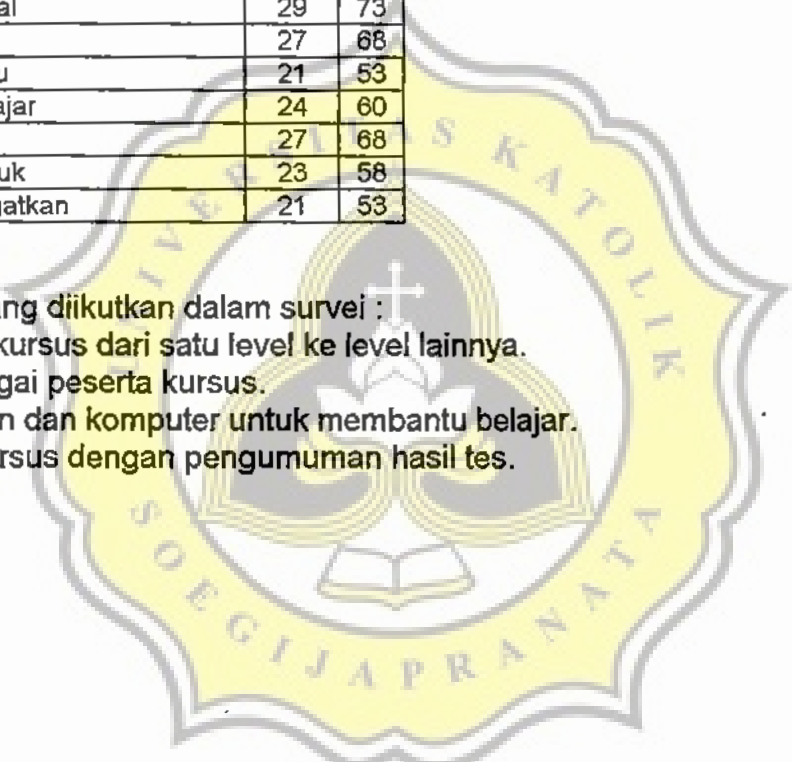 al 29 73
27 68
u 21 53
ajar 24 60
27 68
uk 23 58
gatkan 21 53
ng diikutkan dalam survei :
kursus dari satu level ke level lainnya.
gai peserta kursus.
n dan komputer untuk membantu belajar.
rsus dengan pengumuman hasil tes.
UNIVERSITAS KATOLIK
SOEGIJAPRANATA